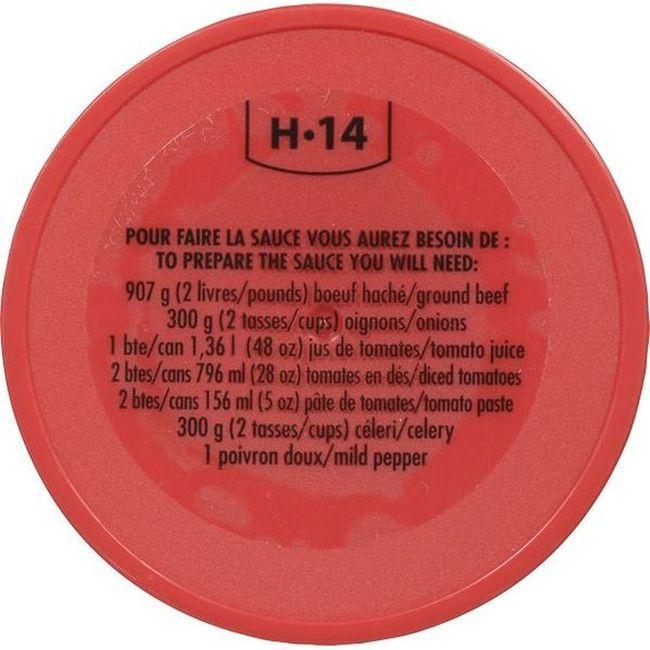 H•14
POUR FAIRE LA SAUCE VOUS AUREZ BESOIN DE :
TO PREPARE THE SAUCE YOU WILL NEED:
907 g (2 livres/pounds) boeuf haché/ground beef
300 g (2 tasses/cups) oignons/onions
1 bte/can 1,36 l (48 oz) jus de tomates/tomato juice
2 btes/cans 796 ml (28 oz) tomates en dés/diced tomatoes
2 btes/cans 156 ml (5 oz) pâte de tomates/tomato paste
300 g (2 tasses/cups) céleri/celery
1 poivron doux/mild pepper